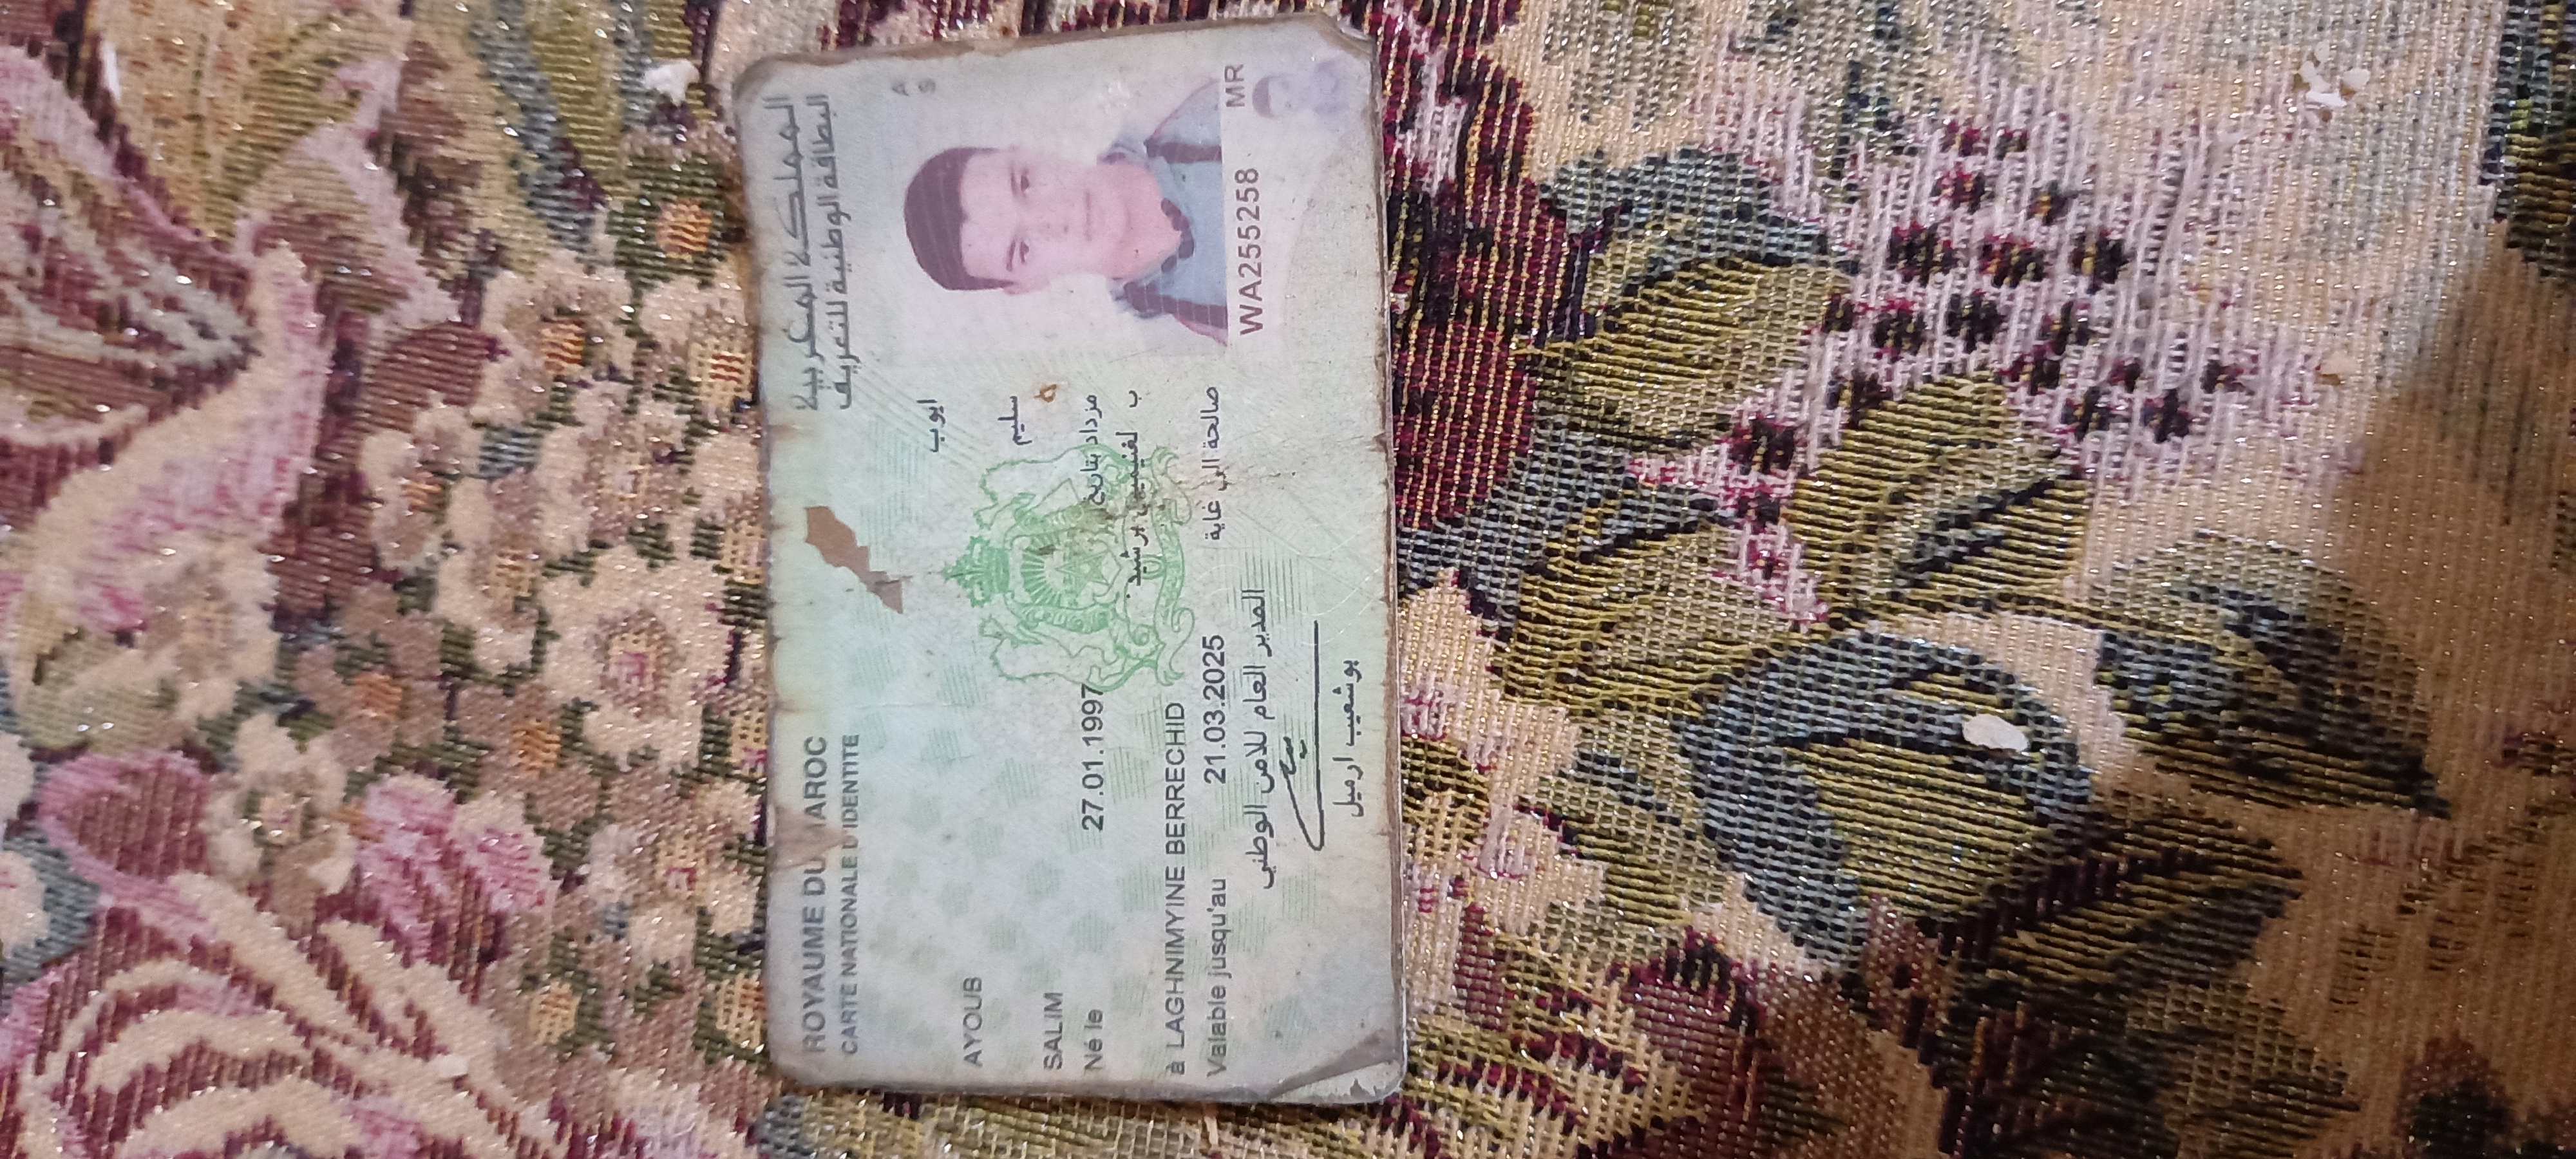 ROYAUME DU MAROC
CARTE NATIONALE D'IDENTITE
المملكة المغربية
البطاقة الوطنية للتعريف
A
S
ايوب
AYOUB
سليم
SALIM
Né le 27.01.1997 مزداد بتاريخ
ب لغنيميين برشيد
à LAGHNIMYINE BERRECHID
Valable jusqu'au 21.03.2025 صالحة الى غاية
المدير العام للامن الوطني
بوشعيب ارميل
WA255258
MR